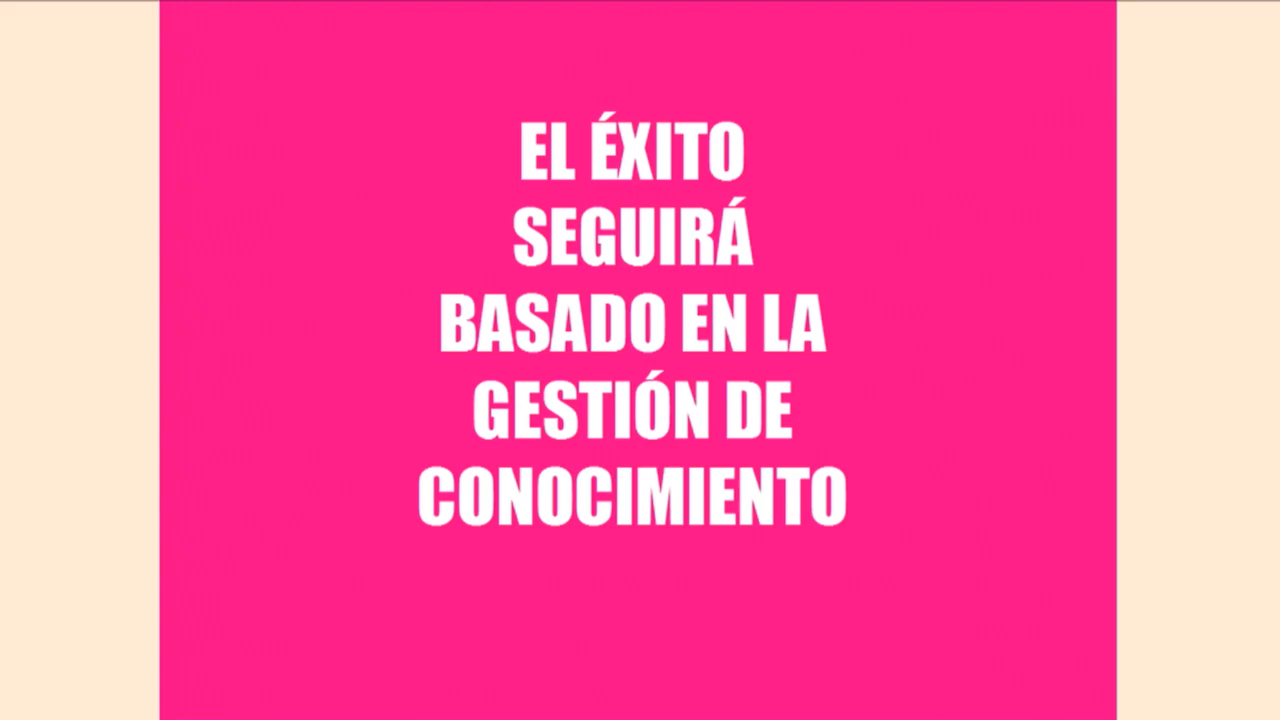 EL ÉXITO
SEGUIRÁ
BASADO EN LA
GESTIÓN DE
CONOCIMIENTO